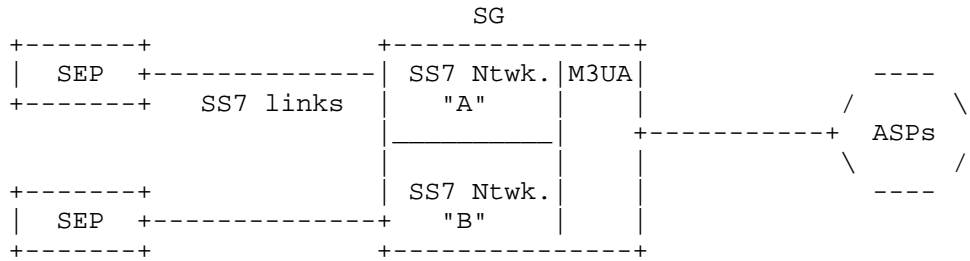 SG
SEP SS7 Ntwk. M3UA
SS7 links "A"
ASPs
SS7 Ntwk.
SEP "B"